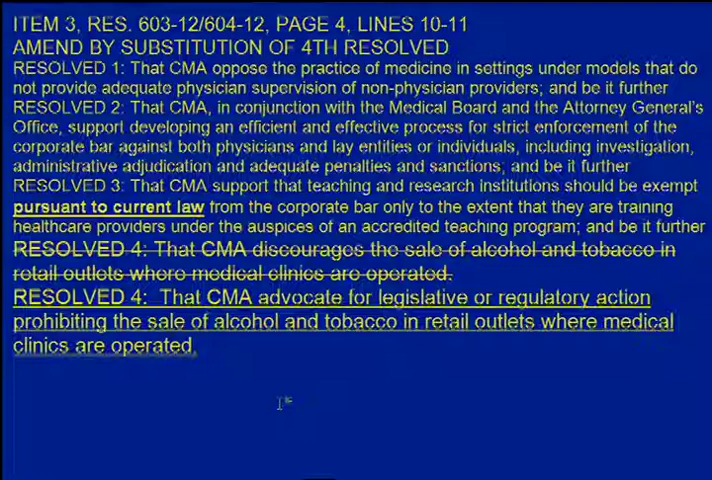 ITEM 3, RES. 603-12/604-12, PAGE 4, LINES 10-11
AMEND BY SUBSTITUTION OF 4TH RESOLVED
RESOLVED 1: That CMA oppose the practice of medicine in settings under models that do
not provide adequate physician supervision of non-physician providers; and be it further
RESOLVED 2: That CMA, in conjunction with the Medical Board and the Attorney General's
Office, support developing an efficient and effective process for strict enforcement of the
corporate bar against both physicians and lay entities or individuals, including investigation,
administrative adjudication and adequate penalties and sanctions; and be it further
RESOLVED 3: That CMA support that teaching and research institutions should be exempt
pursuant to current law from the corporate bar only to the extent that they are training
healthcare providers under the auspices of an accredited teaching program; and be it further
RESOLVED 4: That CMA discourages the sale of alcohol and tobacco in
retail outlets where medical clinics are operated.
RESOLVED 4: That CMA advocate for legislative or regulatory action
prohibiting the sale of alcohol and tobacco in retail outlets where medical
clinics are operated.